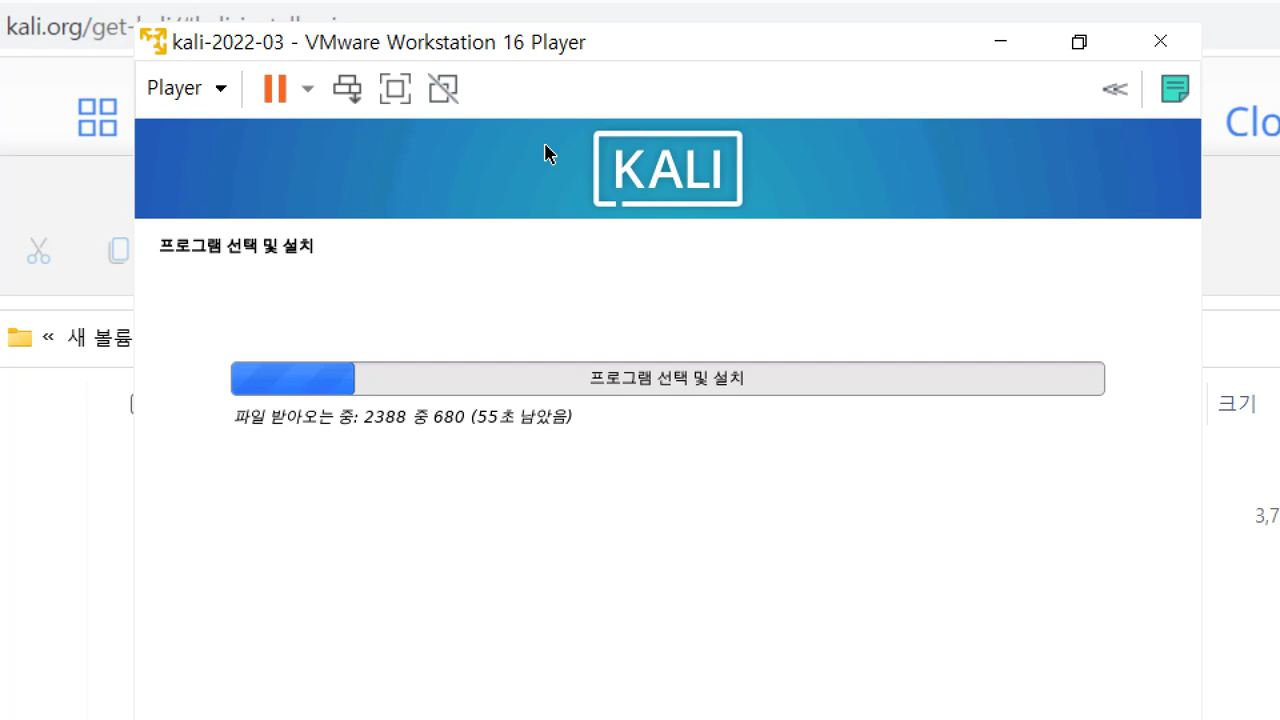 kali.org/get-
kali-2022-03 - VMware Workstation 16 Player
Player
Clo
KALI
프로그램 선택 및 설치
« 새 볼륨
프로그램 선택 및 설치
크기
파일 받아오는 중: 2388 중 680 (55초 남았음)
3,7